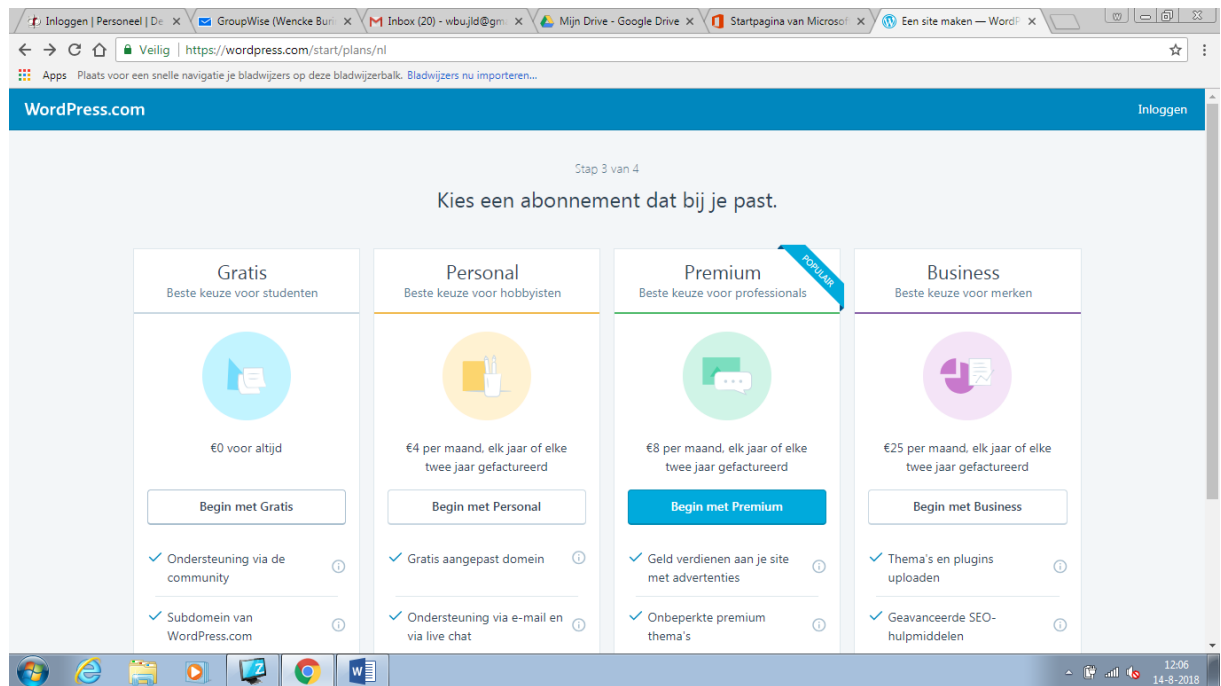 Inloggen | Personeel | De
GroupWise (Wencke Buri
Inbox (20) - wbu.jld@gm
Mijn Drive - Google Drive
Startpagina van Microsof
Een site maken — WordP
Veilig | https://wordpress.com/start/plans/nl
Apps Plaats voor een snelle navigatie je bladwijzers op deze bladwijzerbalk. Bladwijzers nu importeren...
WordPress.com
Inloggen
Stap 3 van 4
Kies een abonnement dat bij je past.
Gratis
Beste keuze voor studenten
€0 voor altijd
Begin met Gratis
Ondersteuning via de
community
Subdomein van
WordPress.com
Personal
Beste keuze voor hobbyisten
€4 per maand, elk jaar of elke
twee jaar gefactureerd
Begin met Personal
Gratis aangepast domein
Ondersteuning via e-mail en
via live chat
POPULAIR
Premium
Beste keuze voor professionals
€8 per maand, elk jaar of elke
twee jaar gefactureerd
Begin met Premium
Geld verdienen aan je site
met advertenties
Onbeperkte premium
thema's
Business
Beste keuze voor merken
€25 per maand, elk jaar of elke
twee jaar gefactureerd
Begin met Business
Thema's en plugins
uploaden
Geavanceerde SEO-
hulpmiddelen
12:06
14-8-2018